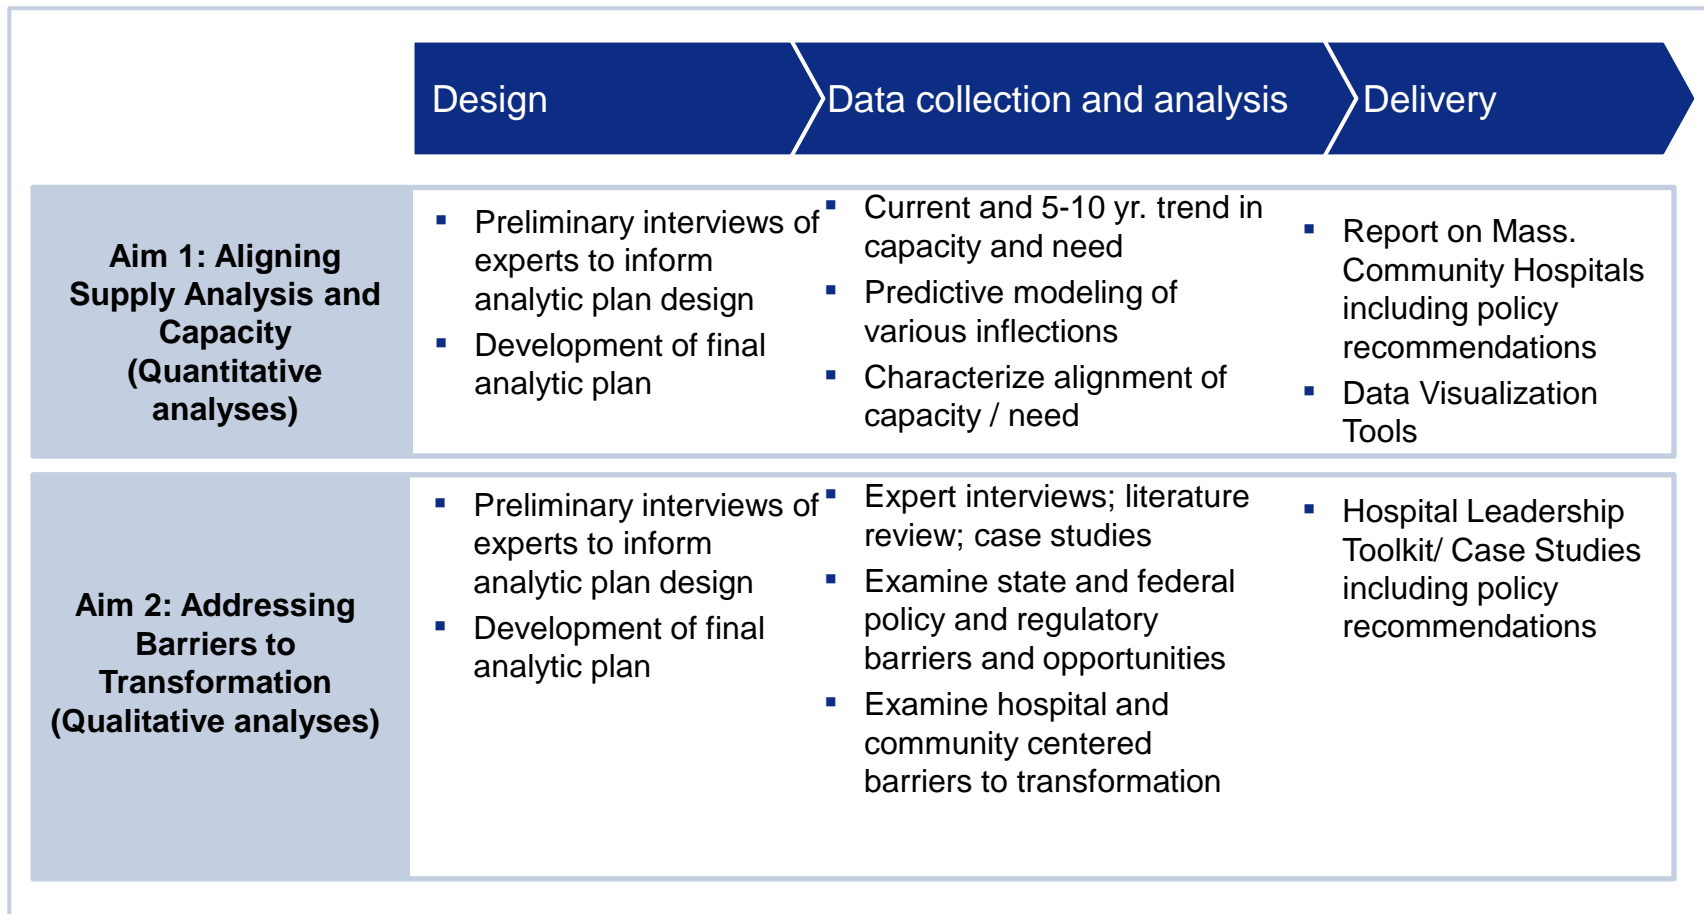 Design
Data collection and analysis
Delivery
Aim 1: Aligning
Supply Analysis and
Capacity
(Quantitative
analyses)
▪ Preliminary interviews of
experts to inform
analytic plan design
▪ Development of final
analytic plan
▪ Current and 5-10 yr. trend in
capacity and need
▪ Predictive modeling of
various inflections
▪ Characterize alignment of
capacity / need
▪ Report on Mass.
Community Hospitals
including policy
recommendations
▪ Data Visualization
Tools
Aim 2: Addressing
Barriers to
Transformation
(Qualitative analyses)
▪ Preliminary interviews of
experts to inform
analytic plan design
▪ Development of final
analytic plan
▪ Expert interviews; literature
review; case studies
▪ Examine state and federal
policy and regulatory
barriers and opportunities
▪ Examine hospital and
community centered
barriers to transformation
▪ Hospital Leadership
Toolkit/ Case Studies
including policy
recommendations